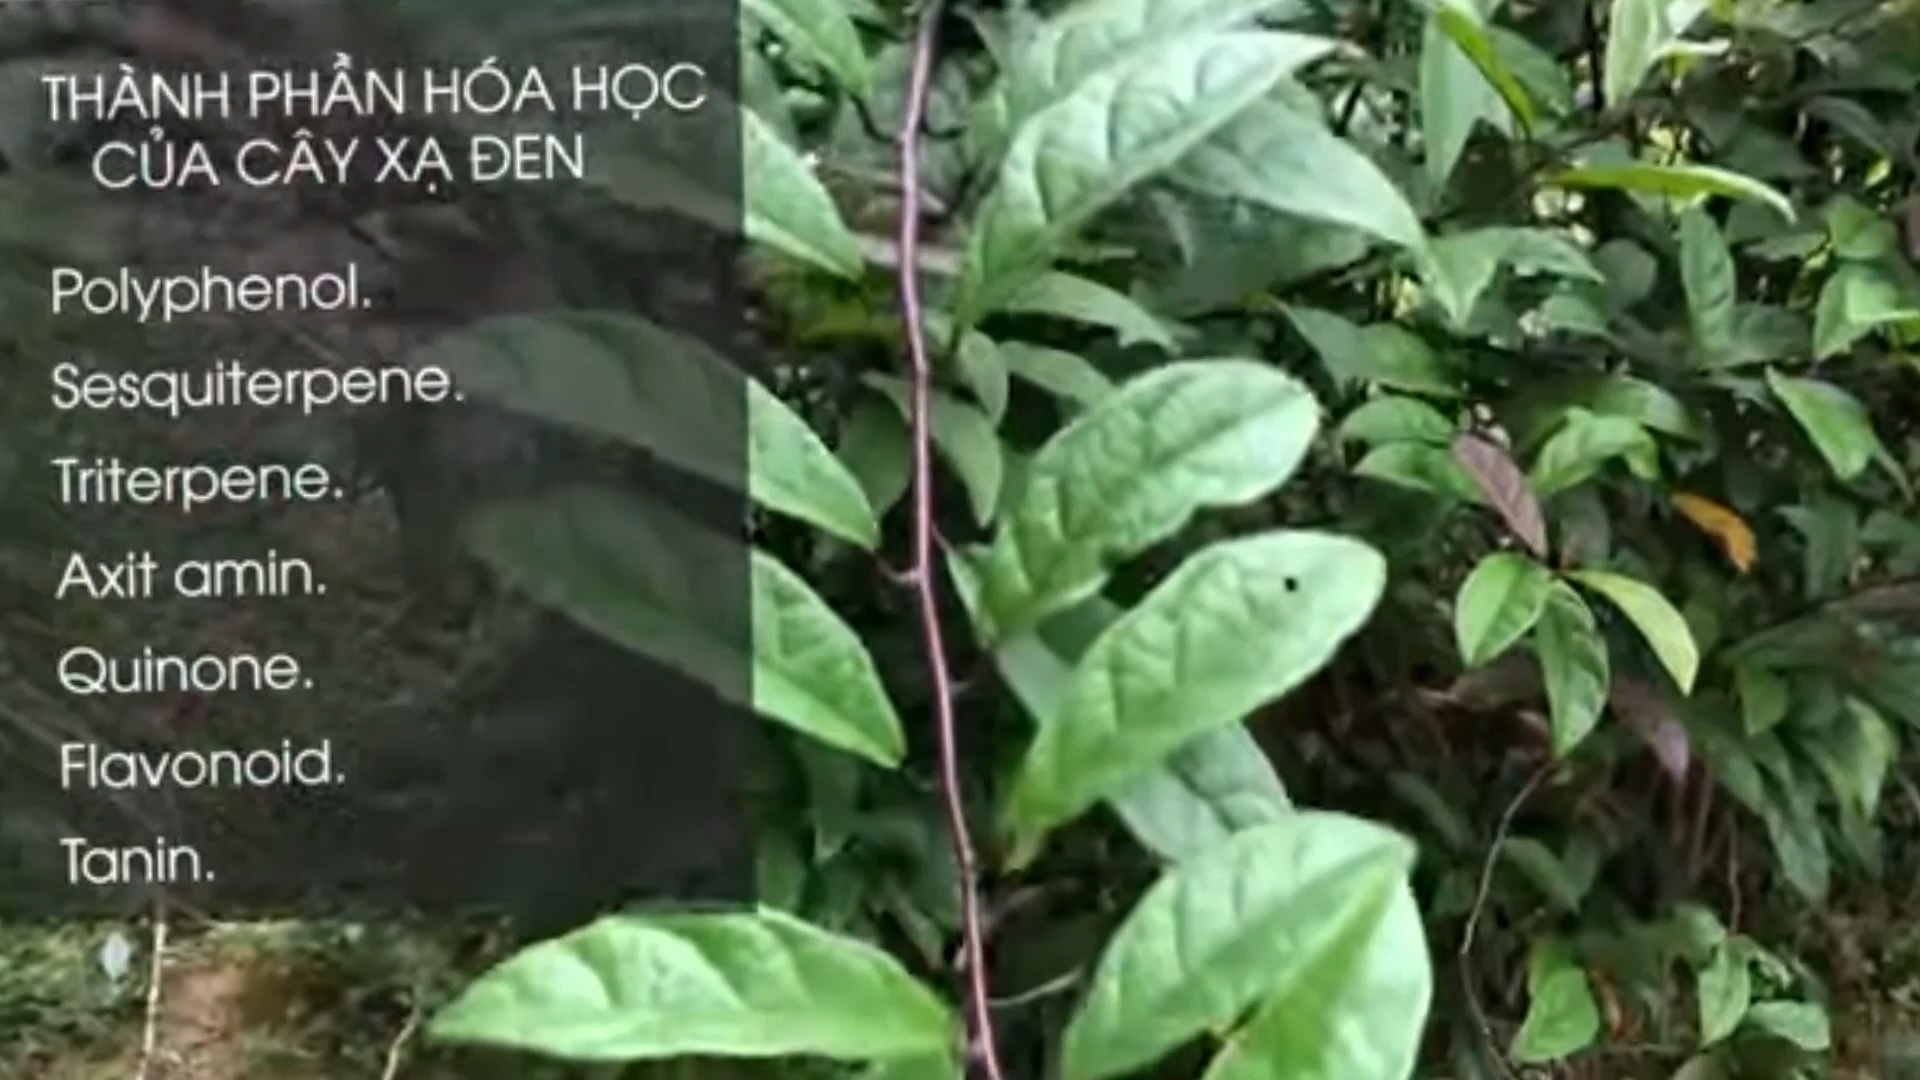 THÀNH PHẦN HÓA HỌC
CỦA CÂY XẠ ĐEN
Polyphenol.
Sesquiterpene.
Triterpene.
Axit amin.
Quinone.
Flavonoid.
Tanin.